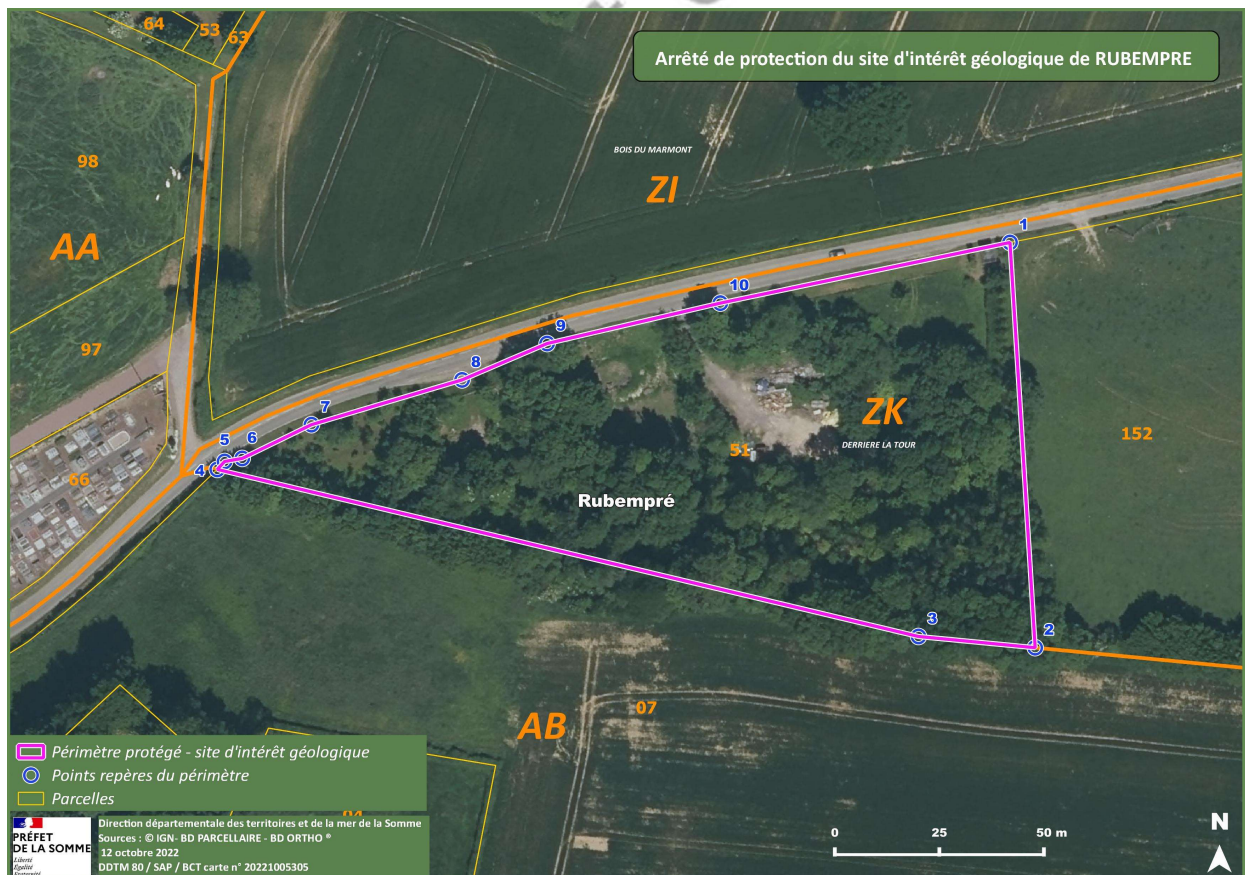 64
53
63
Arrêté de protection du site d'intérêt géologique de RUBEMPRE
98
BOIS DU MARMONT
ZI
AA
1
10
9
97
8
7
ZK
DERRIERE LA TOUR
152
51
5
6
4
66
Rubempré
3
2
07
AB
Périmètre protégé - site d'intérêt géologique
Points repères du périmètre
Parcelles
PRÉFET
DE LA SOMME
Liberté
Égalité
Fraternité
Direction départementale des territoires et de la mer de la Somme
Sources : © IGN- BD PARCELLAIRE - BD ORTHO ®
12 octobre 2022
DDTM 80 / SAP / BCT carte n° 20221005305
0 25 50 m
N